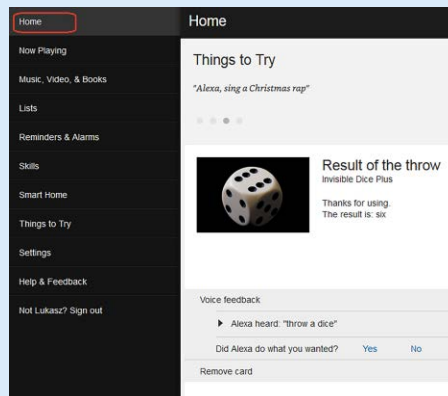 Home
Now Playing
Music, Video, & Books
Lists
Reminders & Alarms
Skills
Smart Home
Things to Try
Settings
Help & Feedback
Not Lukasz? Sign out
Home
Things to Try
"Alexa, sing a Christmas rap"
Result of the throw
Invisible Dice Plus
Thanks for using.
The result is: six
Voice feedback
Alexa heard: "throw a dice"
Did Alexa do what you wanted? Yes No
Remove card